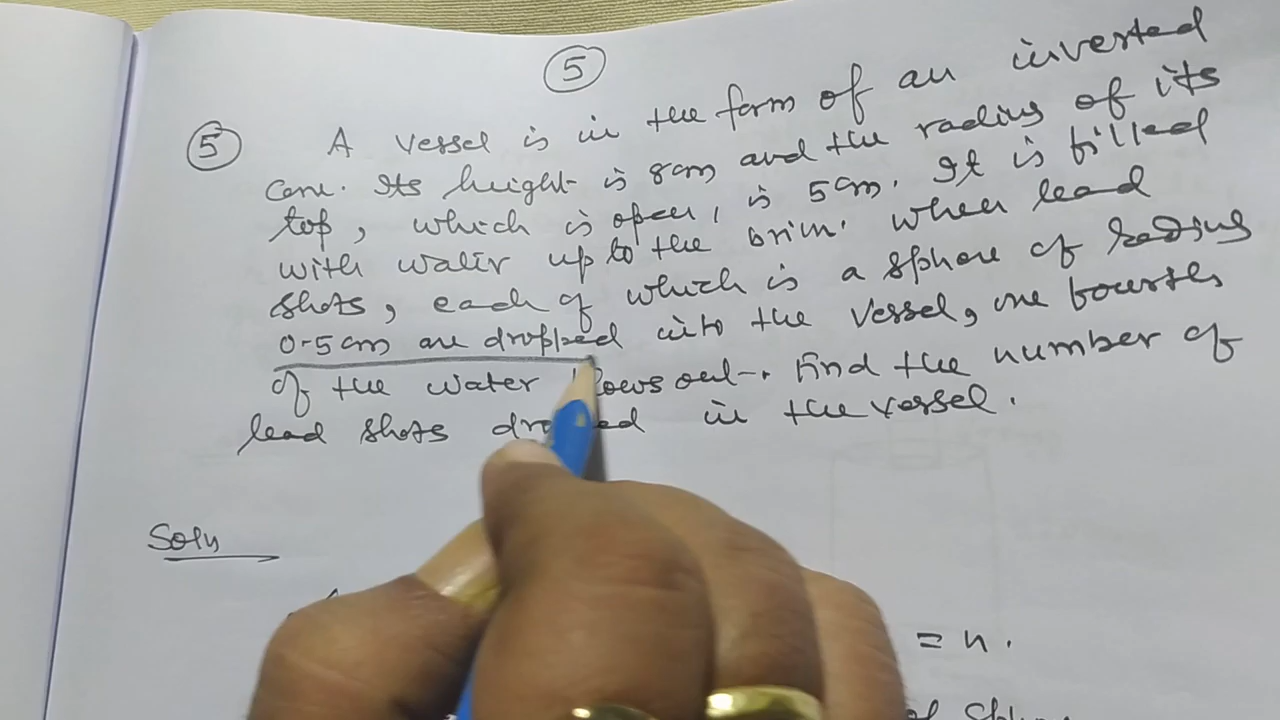 5
5 A vessel is in the form of an inverted
cone. Its height is 8cm and the radius of its
top, which is open, is 5cm. It is filled
with water up to the brim. When lead
shots, each of which is a sphere of radius
0.5cm are dropped into the vessel, one fourth
of the water flows out. Find the number of
lead shots dropped in the vessel.
Soln
= n.
of